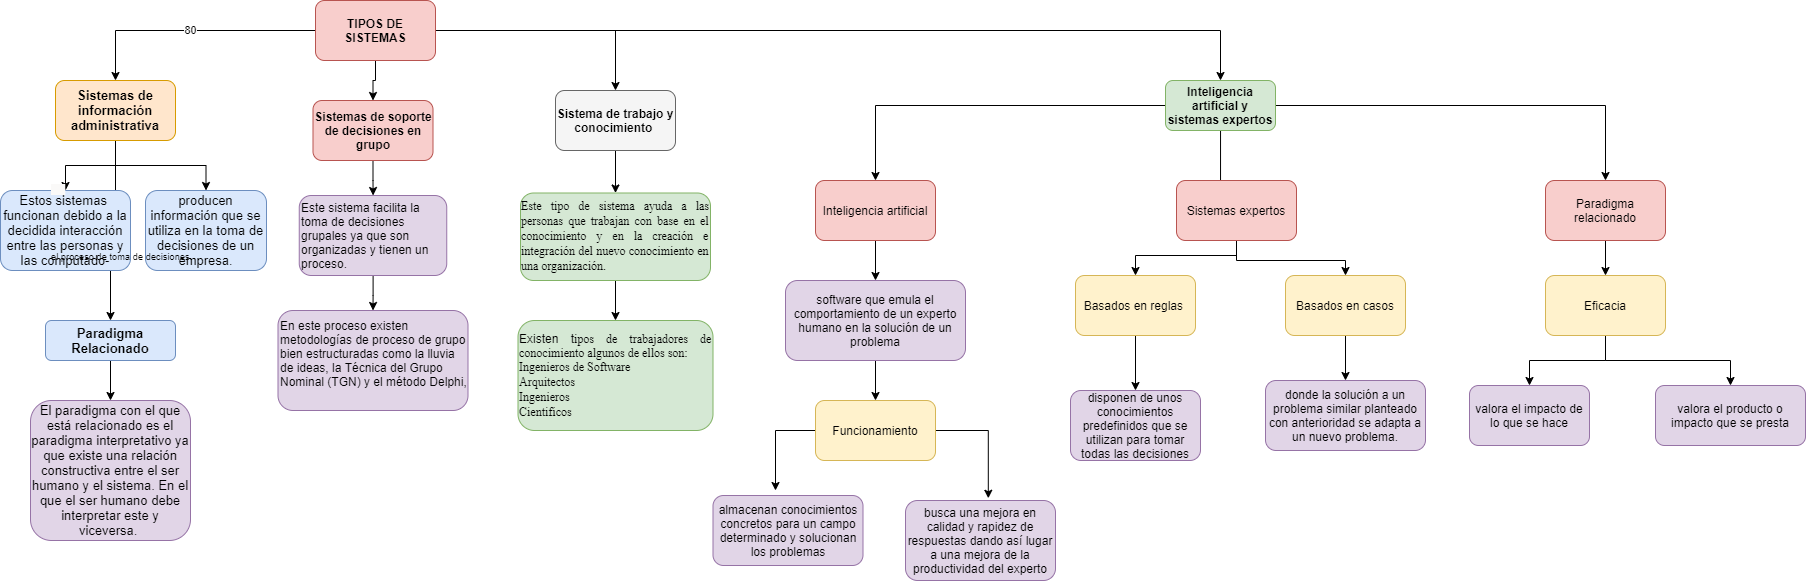 TIPOS DE
SISTEMAS
80
Sistemas de
información
administrativa
Estos sistemas
funcionan debido a la
decidida interacción
entre las personas y
las computado-
el proceso de toma de decisiones
producen
información que se
utiliza en la toma de
decisiones de un
empresa.
Paradigma
Relacionado
El paradigma con el que
está relacionado es el
paradigma interpretativo ya
que existe una relación
constructiva entre el ser
humano y el sistema. En el
que el ser humano debe
interpretar este y
viceversa.
Sistemas de soporte
de decisiones en
grupo
Este sistema facilita la
toma de decisiones
grupales ya que son
organizadas y tienen un
proceso.
En este proceso existen
metodologías de proceso de grupo
bien estructuradas como la lluvia
de ideas, la Técnica del Grupo
Nominal (TGN) y el método Delphi,
Sistema de trabajo y
conocimiento
Este tipo de sistema ayuda a las
personas que trabajan con base en el
conocimiento y en la creación e
integración del nuevo conocimiento en
una organización.
Existen tipos de trabajadores de
conocimiento algunos de ellos son:
Ingenieros de Software
Arquitectos
Ingenieros
Cientificos
Inteligencia
artificial y
sistemas expertos
Inteligencia artificial
software que emula el
comportamiento de un experto
humano en la solución de un
problema
Funcionamiento
almacenan conocimientos
concretos para un campo
determinado y solucionan
los problemas
busca una mejora en
calidad y rapidez de
respuestas dando así lugar
a una mejora de la
productividad del experto
Sistemas expertos
Basados en reglas
disponen de unos
conocimientos
predefinidos que se
utilizan para tomar
todas las decisiones
Basados en casos
donde la solución a un
problema similar planteado
con anterioridad se adapta a
un nuevo problema.
Paradigma
relacionado
Eficacia
valora el impacto de
lo que se hace
valora el producto o
impacto que se presta